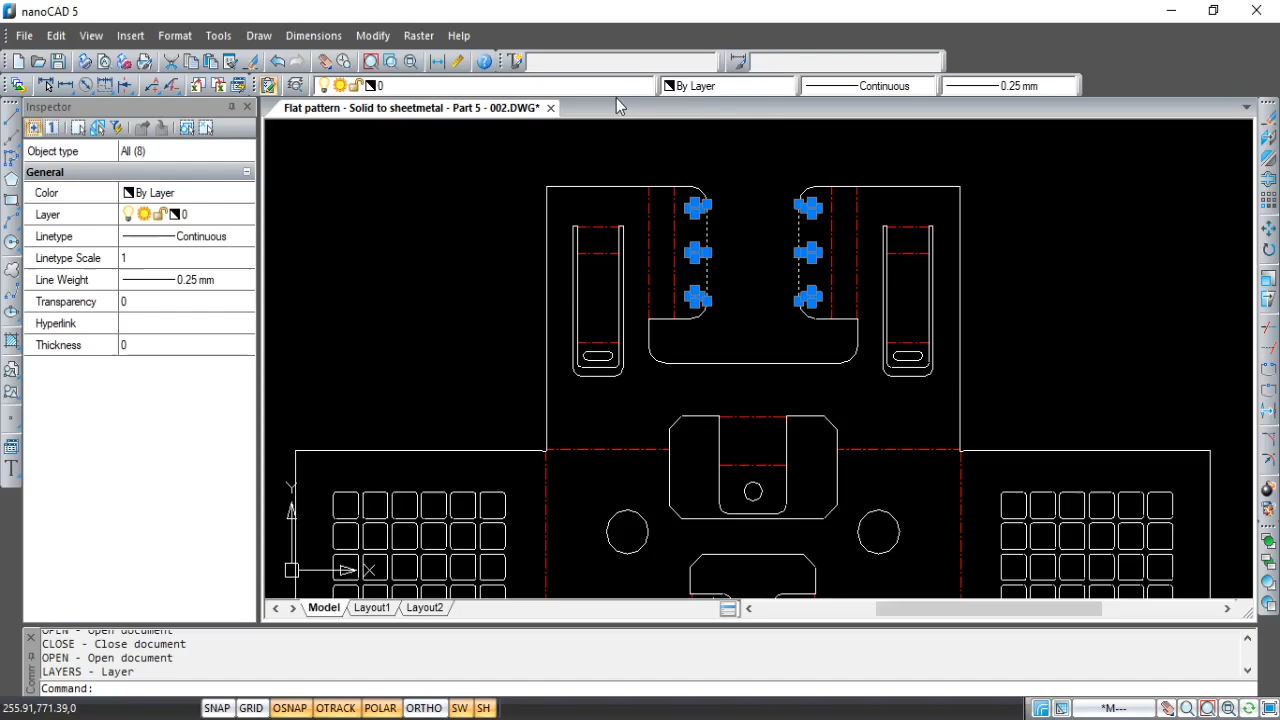 nanoCAD 5
File Edit View Insert Format Tools Draw Dimensions Modify Raster Help
0 By Layer Continuous 0.25 mm
Inspector
Flat pattern - Solid to sheetmetal - Part 5 - 002.DWG*
1
Object type All (8)
General
Color By Layer
Layer 0
Linetype Continuous
Linetype Scale 1
Line Weight 0.25 mm
Transparency 0
Hyperlink
Thickness 0
Y
X
T
Model Layout1 Layout2
OPEN - Open document
CLOSE - Close document
OPEN - Open document
LAYERS - Layer
Command:
255.91,771.39,0 SNAP GRID OSNAP OTRACK POLAR ORTHO SW SH *M---